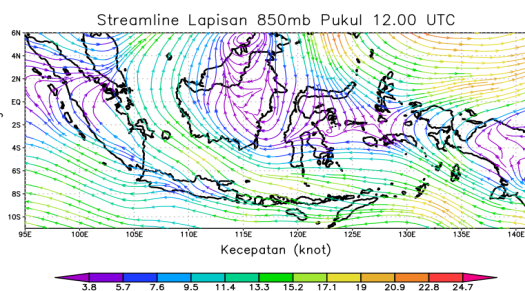 Streamline Lapisan 850mb Pukul 12.00 UTC
6N
4N
2N
EQ
2S
4S
6S
8S
10S
95E 100E 105E 110E 115E 120E 125E 130E 135E 140E
Kecepatan (knot)
3.8 5.7 7.6 9.5 11.4 13.3 15.2 17.1 19 20.9 22.8 24.7